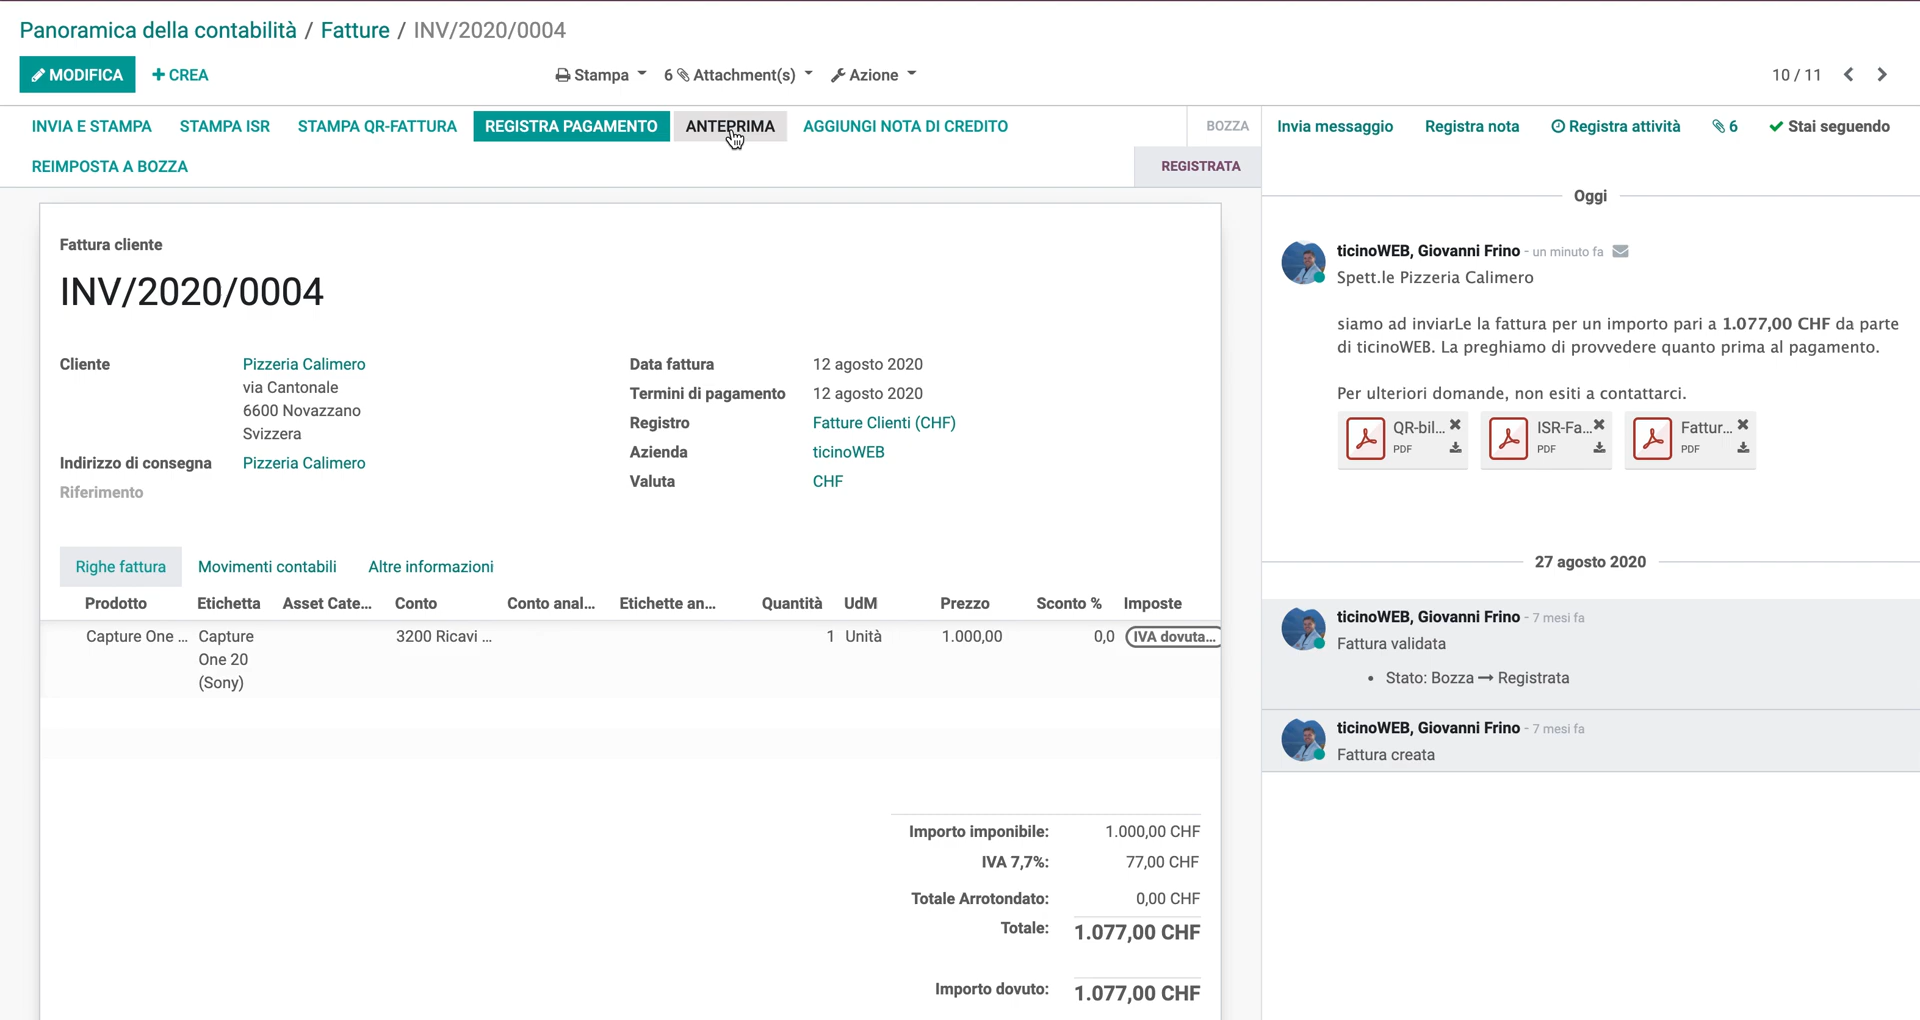 Panoramica della contabilità / Fatture / INV/2020/0004
MODIFICA
CREA
Stampa
6 Attachment(s)
Azione
10 / 11
INVIA E STAMPA
STAMPA ISR
STAMPA QR-FATTURA
REGISTRA PAGAMENTO
ANTEPRIMA
AGGIUNGI NOTA DI CREDITO
REIMPOSTA A BOZZA
BOZZA
REGISTRATA
Fattura cliente
INV/2020/0004
Cliente
Pizzeria Calimero
via Cantonale
6600 Novazzano
Svizzera
Indirizzo di consegna
Pizzeria Calimero
Riferimento
Data fattura
12 agosto 2020
Termini di pagamento
12 agosto 2020
Registro
Fatture Clienti (CHF)
Azienda
ticinoWEB
Valuta
CHF
Righe fattura
Movimenti contabili
Altre informazioni
Prodotto
Etichetta
Asset Cate...
Conto
Conto anal...
Etichette an...
Quantità
UdM
Prezzo
Sconto %
Imposte
Capture One ...
Capture
One 20
(Sony)
3200 Ricavi ...
1
Unità
1.000,00
0,0
IVA dovuta...
Importo imponibile:
1.000,00 CHF
IVA 7,7%:
77,00 CHF
Totale Arrotondato:
0,00 CHF
Totale:
1.077,00 CHF
Importo dovuto:
1.077,00 CHF
Invia messaggio
Registra nota
Registra attività
6
Stai seguendo
Oggi
ticinoWEB, Giovanni Frino - un minuto fa
Spett.le Pizzeria Calimero
siamo ad inviarLe la fattura per un importo pari a 1.077,00 CHF da parte
di ticinoWEB. La preghiamo di provvedere quanto prima al pagamento.
Per ulteriori domande, non esiti a contattarci.
QR-bil...
PDF
ISR-Fa...
PDF
Fattur...
PDF
27 agosto 2020
ticinoWEB, Giovanni Frino - 7 mesi fa
Fattura validata
• Stato: Bozza → Registrata
ticinoWEB, Giovanni Frino - 7 mesi fa
Fattura creata